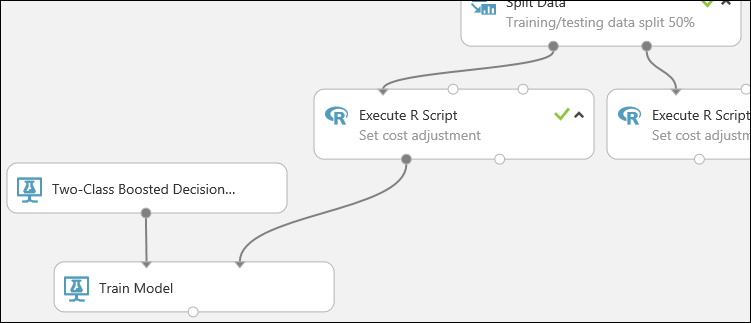 Split Data
Training/testing data split 50%
Execute R Script
Set cost adjustment
Execute R Script
Set cost adjustm
Two-Class Boosted Decision...
Train Model